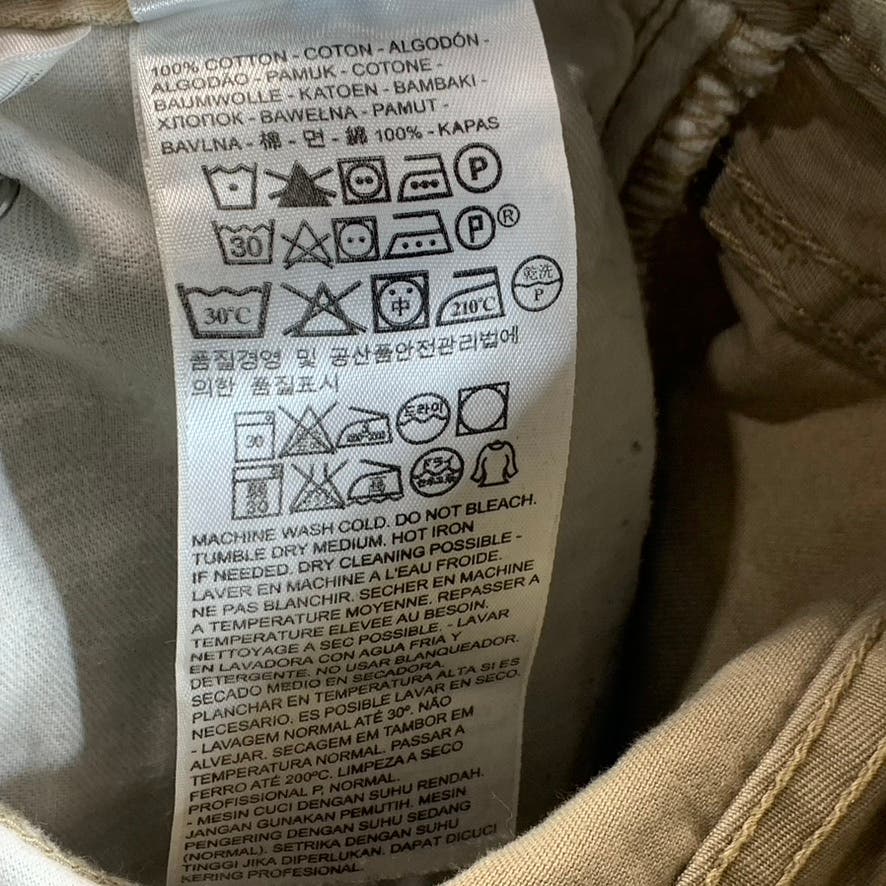 100% COTTON - COTON - ALGODÓN -
ALGODÃO - PAMUK - COTONE -
BAUMWOLLE - KATOEN - BAMBAKI -
ХЛОПОК - BAWEŁNA - PAMUT -
BAVLNA - 棉 - 면 - 綿 100% - KAPAS
P
30 P®
30°C 中 210°C 乾洗 P
품질경영 및 공산품안전관리법에
의한 품질표시
30 드라이
30 ドライ
MACHINE WASH COLD. DO NOT BLEACH.
TUMBLE DRY MEDIUM. HOT IRON
IF NEEDED. DRY CLEANING POSSIBLE -
LAVER EN MACHINE A L'EAU FROIDE.
NE PAS BLANCHIR. SECHER EN MACHINE
A TEMPERATURE MOYENNE. REPASSER A
TEMPERATURE ELEVEE AU BESOIN.
NETTOYAGE A SEC POSSIBLE. - LAVAR
EN LAVADORA CON AGUA FRIA Y
DETERGENTE. NO USAR BLANQUEADOR.
SECADO MEDIO EN SECADORA.
PLANCHAR EN TEMPERATURA ALTA SI ES
NECESARIO. ES POSIBLE LAVAR EN SECO.
- LAVAGEM NORMAL ATÉ 30º. NÃO
ALVEJAR. SECAGEM EM TAMBOR EM
TEMPERATURA NORMAL. PASSAR A
FERRO ATÉ 200ºC. LIMPEZA A SECO
PROFISSIONAL P, NORMAL.
- MESIN CUCI DENGAN SUHU RENDAH.
JANGAN GUNAKAN PEMUTIH. MESIN
PENGERING DENGAN SUHU SEDANG
(NORMAL). SETRIKA DENGAN SUHU
TINGGI JIKA DIPERLUKAN. DAPAT DICUCI
KERING PROFESIONAL.